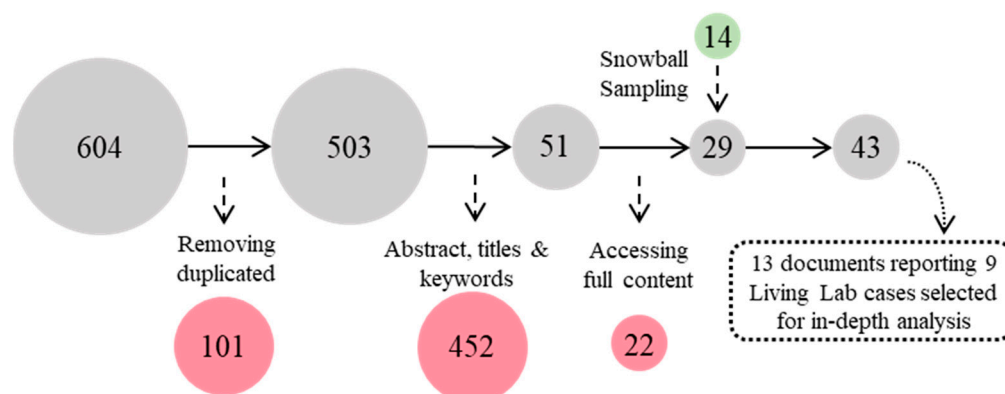 14
Snowball
Sampling
604
503
51
29
43
Removing
duplicated
Abstract, titles &
keywords
Accessing
full content
101
452
22
13 documents reporting 9
Living Lab cases selected
for in-depth analysis